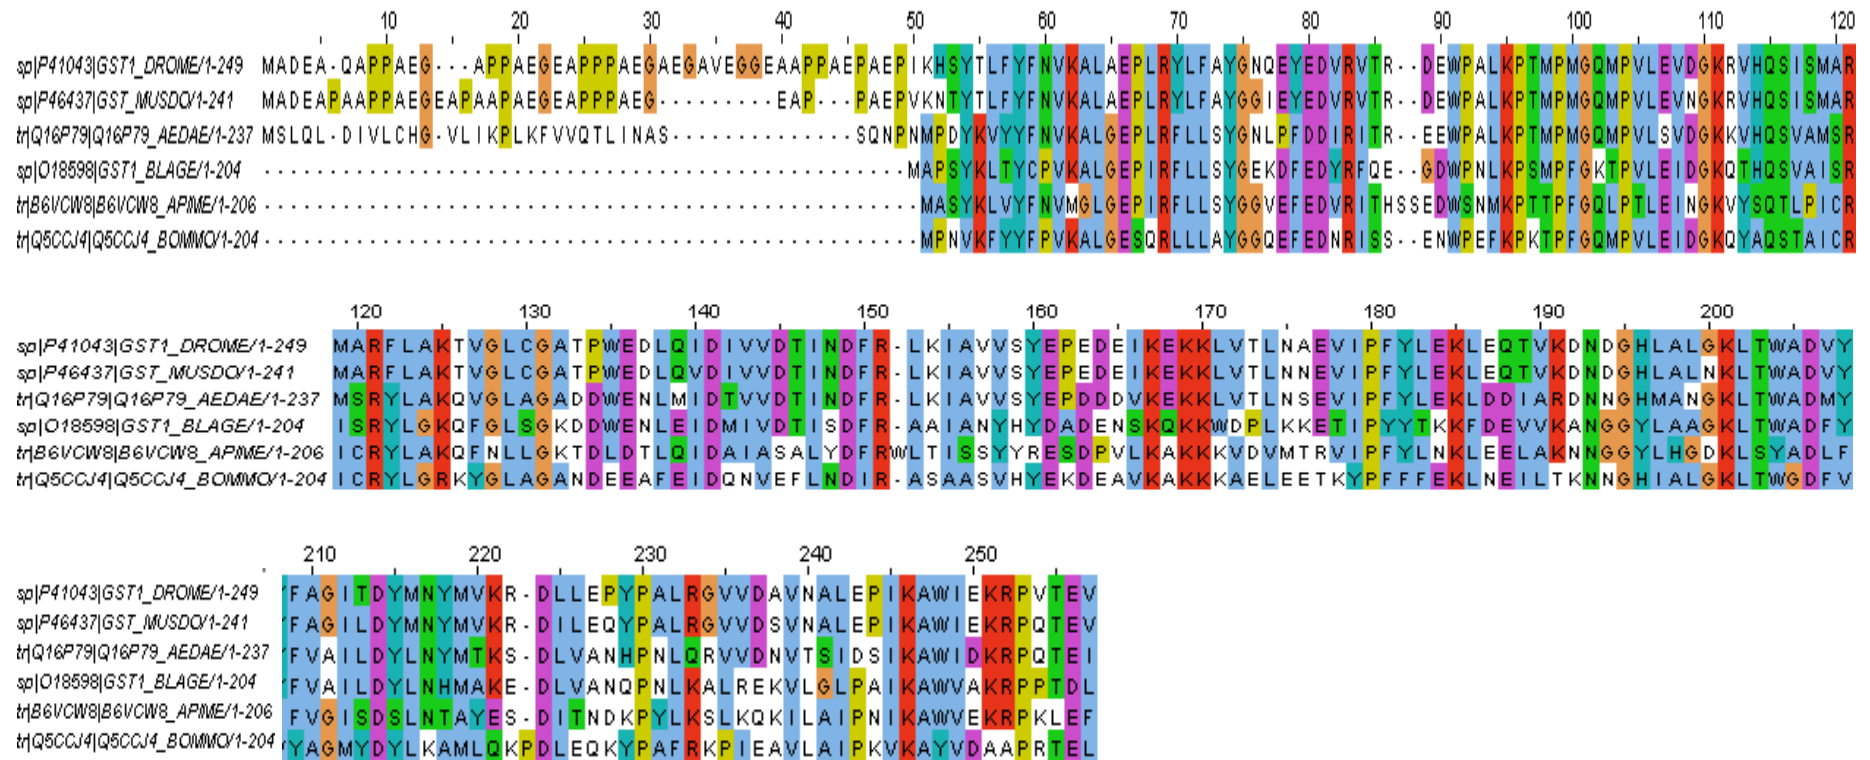 10 20 30 40 50 60 70 80 90 100 110 120
sp|P41043|GST1_DROME/1-249 MADEA-QAPPAEG---APPAEGEAPPPAEGAEGAVEGGEAAPPAEPAEPIKHSYTLFYFNVKALAEPLRYLFAYGNQEYEDVRVTR--DEWPALKPTMPMGQMPVLEVDGKRVHQSISMAR
sp|P46437|GST_MUSDO/1-241 MADEAPAAPPAEGEAPAAPAEGEAPPPAEG---------EAP---PAEPVKNTYTLFYFNVKALAEPLRYLFAYGGIEYEDVRVTR--DEWPALKPTMPMGQMPVLEVNGKRVHQSISMAR
tr|Q16P79|Q16P79_AEDAE/1-237 MSLQL-DIVLCHG-VLIKPLKFVVQTLINAS--------------SQNPNMPDYKVYYFNVKALGEPLRFLLSYGNLPFDDIRITR--EEWPALKPTMPMGQMPVLSVDGKKVHQSVAMSR
sp|O18598|GST1_BLAGE/1-204 -------------------------------------------------MAPSYKLTYCPVKALGEPIRFLLSYGEKDFEDYRFQE--GDWPNLKPSMPFGKTPVLEIDGKQTHQSVAISR
tr|B6VCW8|B6VCW8_APIME/1-206 --------------------------------------------------MASYKLVYFNVMGLGEPIRFLLSYGGVEFEDVRITHSSEDWSNMKPTTPFGQLPTLEINGKVYSQTLPICR
tr|Q5CCJ4|Q5CCJ4_BOMMO/1-204 --------------------------------------------------MPNVKFYYFPVKALGESQRLLLAYGGQEFEDNRISS--ENWPEFKPKTPFGQMPVLEIDGKQYAQSTAICR
120 130 140 150 160 170 180 190 200
sp|P41043|GST1_DROME/1-249 MARFLAKTVGLCGATPWEDLQIDIVVDTINDFR-LKIAVVSYEPEDEIKEKKLVTLNAEVIPFYLEKLEQTVKDNDGHLALGKLTWADVY
sp|P46437|GST_MUSDO/1-241 MARFLAKTVGLCGATPWEDLQVDIVVDTINDFR-LKIAVVSYEPEDEIKEKKLVTLNNEVIPFYLEKLEQTVKDNDGHLALNKLTWADVY
tr|Q16P79|Q16P79_AEDAE/1-237 MSRYLAKQVGLAGADDWENLMIDTVVDTINDFR-LKIAVVSYEPDDDVKEKKLVTLNSEVIPFYLEKLDDIARDNNGHMANGKLTWADMY
sp|O18598|GST1_BLAGE/1-204 ISRYLGKQFGLSGKDDWENLEIDMIVDTISDFR-AAIANYHYDADENSKQKKWDPLKKETIPYYTKKFDEVVKANGGYLAAGKLTWADFY
tr|B6VCW8|B6VCW8_APIME/1-206 ICRYLAKQFNLLGKTDLDTLQIDAIASALYDFRWLTISSYYRESDPVLKAKKKVDVMTRVIPFYLNKLEELAKNNGGYLHGDKLSYADLF
tr|Q5CCJ4|Q5CCJ4_BOMMO/1-204 ICRYLGRKYGLAGANDEEAFEIDQNVEFLNDIR-ASAASVHYEKDEAVKAKKKAELEETKYPFFFEKLNEILTKNNGHIALGKLTWGDFV
210 220 230 240 250
sp|P41043|GST1_DROME/1-249 FAGITDYMNYMVKR-DLLEPYPALRGVVDAVNALEPIKAWIEKRPVTEV
sp|P46437|GST_MUSDO/1-241 FAGILDYMNYMVKR-DILEQYPALRGVVDSVNALEPIKAWIEKRPQTEV
tr|Q16P79|Q16P79_AEDAE/1-237 FVAILDYLNYMTKS-DLVANHPNLQRVVDNVTSIDSIKAWIDKRPQTEI
sp|O18598|GST1_BLAGE/1-204 FVAILDYLNHMAKE-DLVANQPNLKALREKVLGLPAIKAWVAKRPPTDL
tr|B6VCW8|B6VCW8_APIME/1-206 FVGISDSLNTAYES-DITNDKPYLKSLKQKILAIPNIKAWVEKRPKLEF
tr|Q5CCJ4|Q5CCJ4_BOMMO/1-204 YAGMYDYLKAMLQKPDLEQKYPAFRKPIEAVLAIPKVKAYVDAAPRTEL